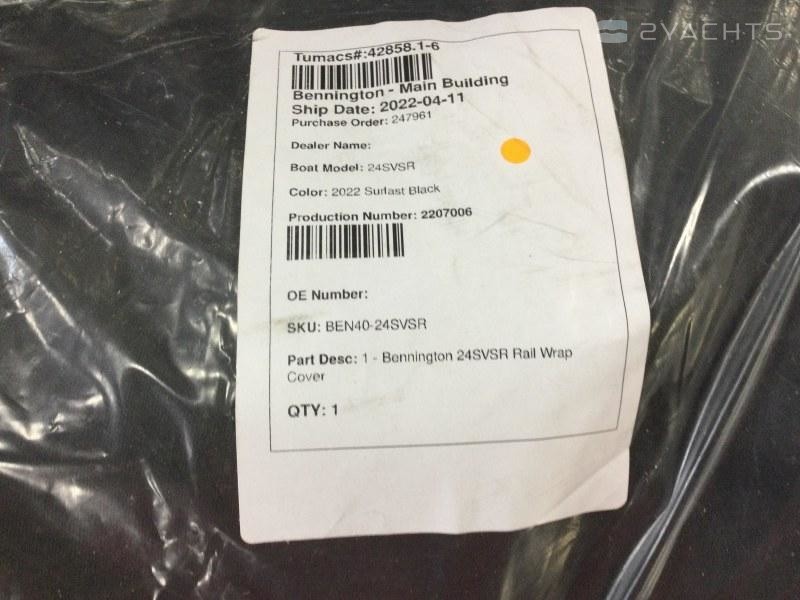 2YACHTS
Tumacs#:42858.1-6
Bennington - Main Building
Ship Date: 2022-04-11
Purchase Order: 247961
Dealer Name:
Boat Model: 24SVSR
Color: 2022 Surlast Black
Production Number: 2207006
OE Number:
SKU: BEN40-24SVSR
Part Desc: 1 - Bennington 24SVSR Rail Wrap
Cover
QTY: 1